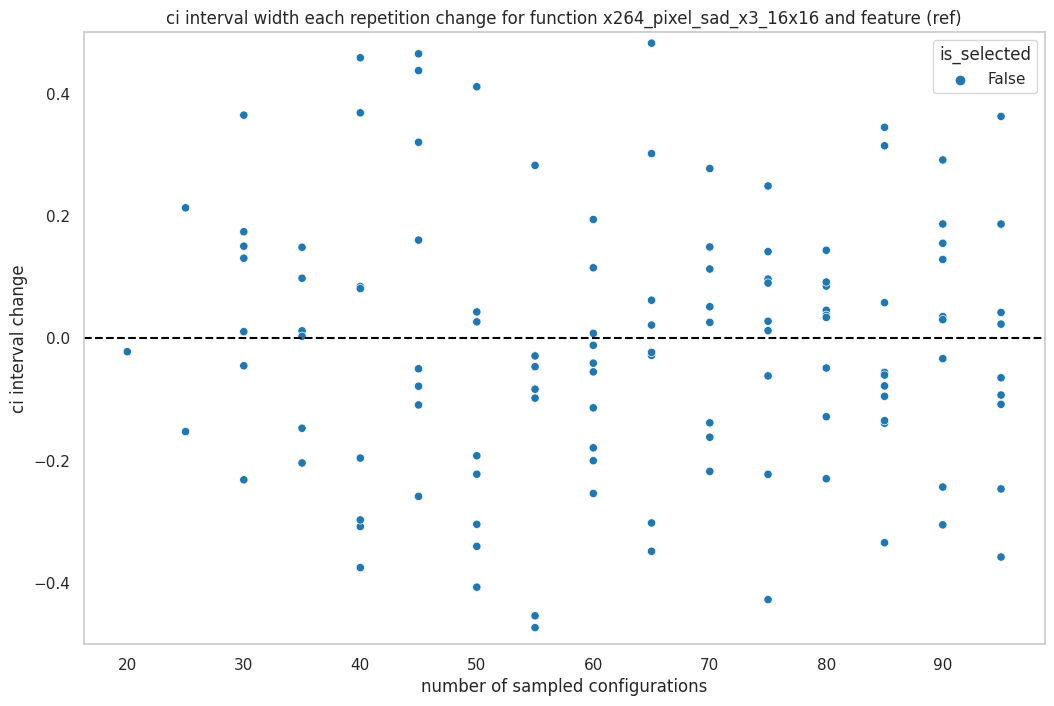 ci interval width each repetition change for function x264_pixel_sad_x3_16x16 and feature (ref)
is_selected
False
ci interval change
0.4
0.2
0.0
−0.2
−0.4
20 30 40 50 60 70 80 90
number of sampled configurations